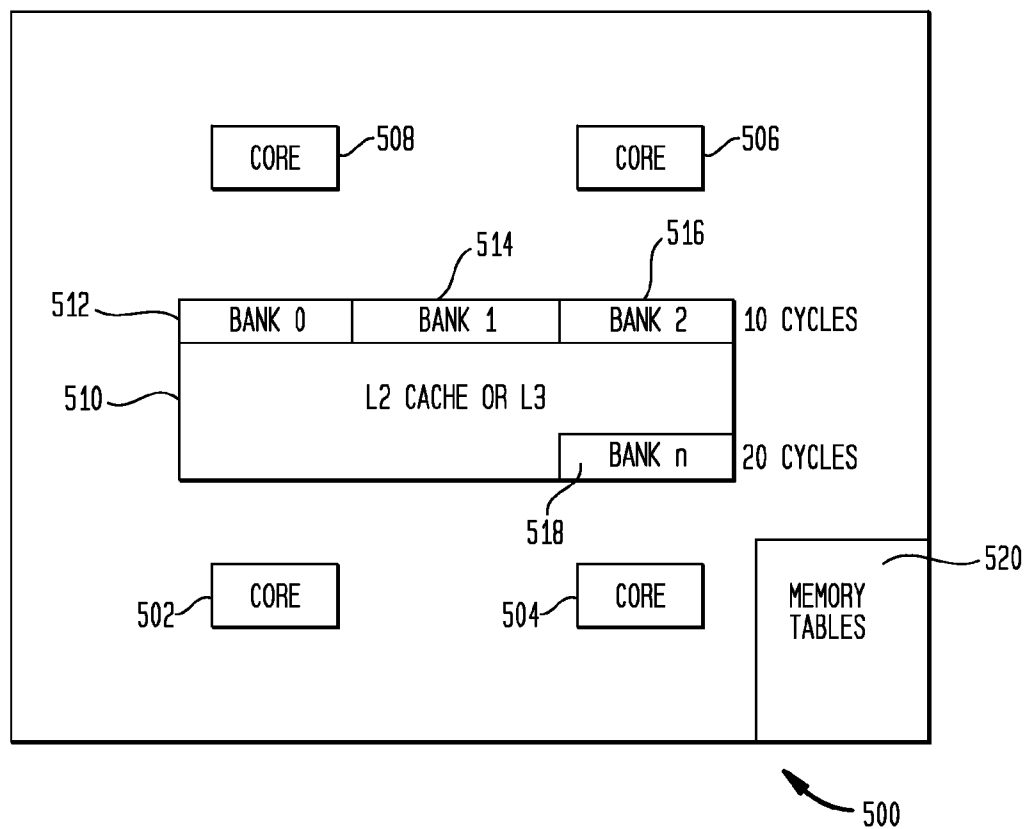 CORE 508
CORE 506
514
516
512 BANK 0 BANK 1 BANK 2 10 CYCLES
510 L2 CACHE OR L3
BANK n 20 CYCLES
518
520
502 CORE
504 CORE
MEMORY
TABLES
500